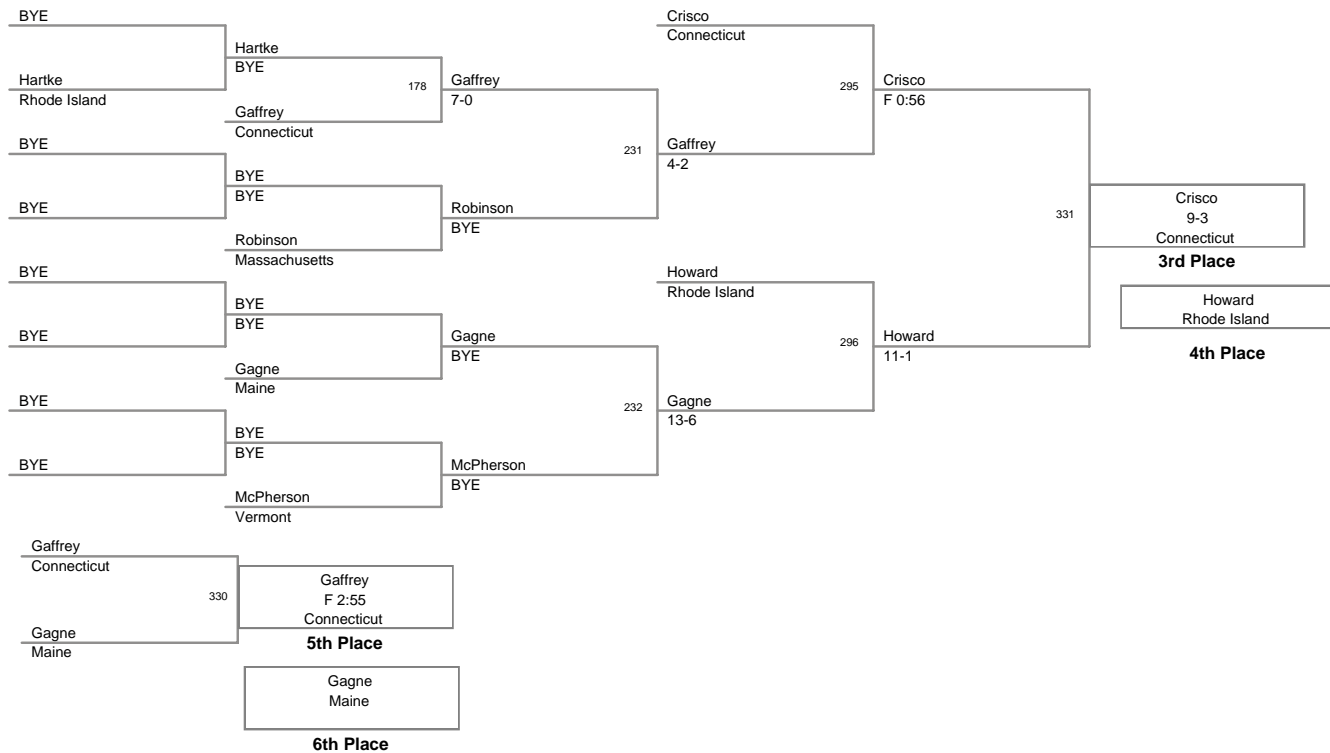 BYE
Hartke
Rhode Island
BYE
BYE
BYE
BYE
BYE
BYE
Hartke
BYE
178
Gaffrey
Connecticut
BYE
BYE
Robinson
Massachusetts
BYE
BYE
Gagne
Maine
BYE
BYE
McPherson
Vermont
Gaffrey
7-0
231
Robinson
BYE
Gagne
BYE
232
McPherson
BYE
Crisco
Connecticut
295
Gaffrey
4-2
Howard
Rhode Island
296
Gagne
13-6
Crisco
F 0:56
331
Howard
11-1
Crisco
9-3
Connecticut
3rd Place
Howard
Rhode Island
4th Place
Gaffrey
Connecticut
330
Gagne
Maine
Gaffrey
F 2:55
Connecticut
5th Place
Gagne
Maine
6th Place